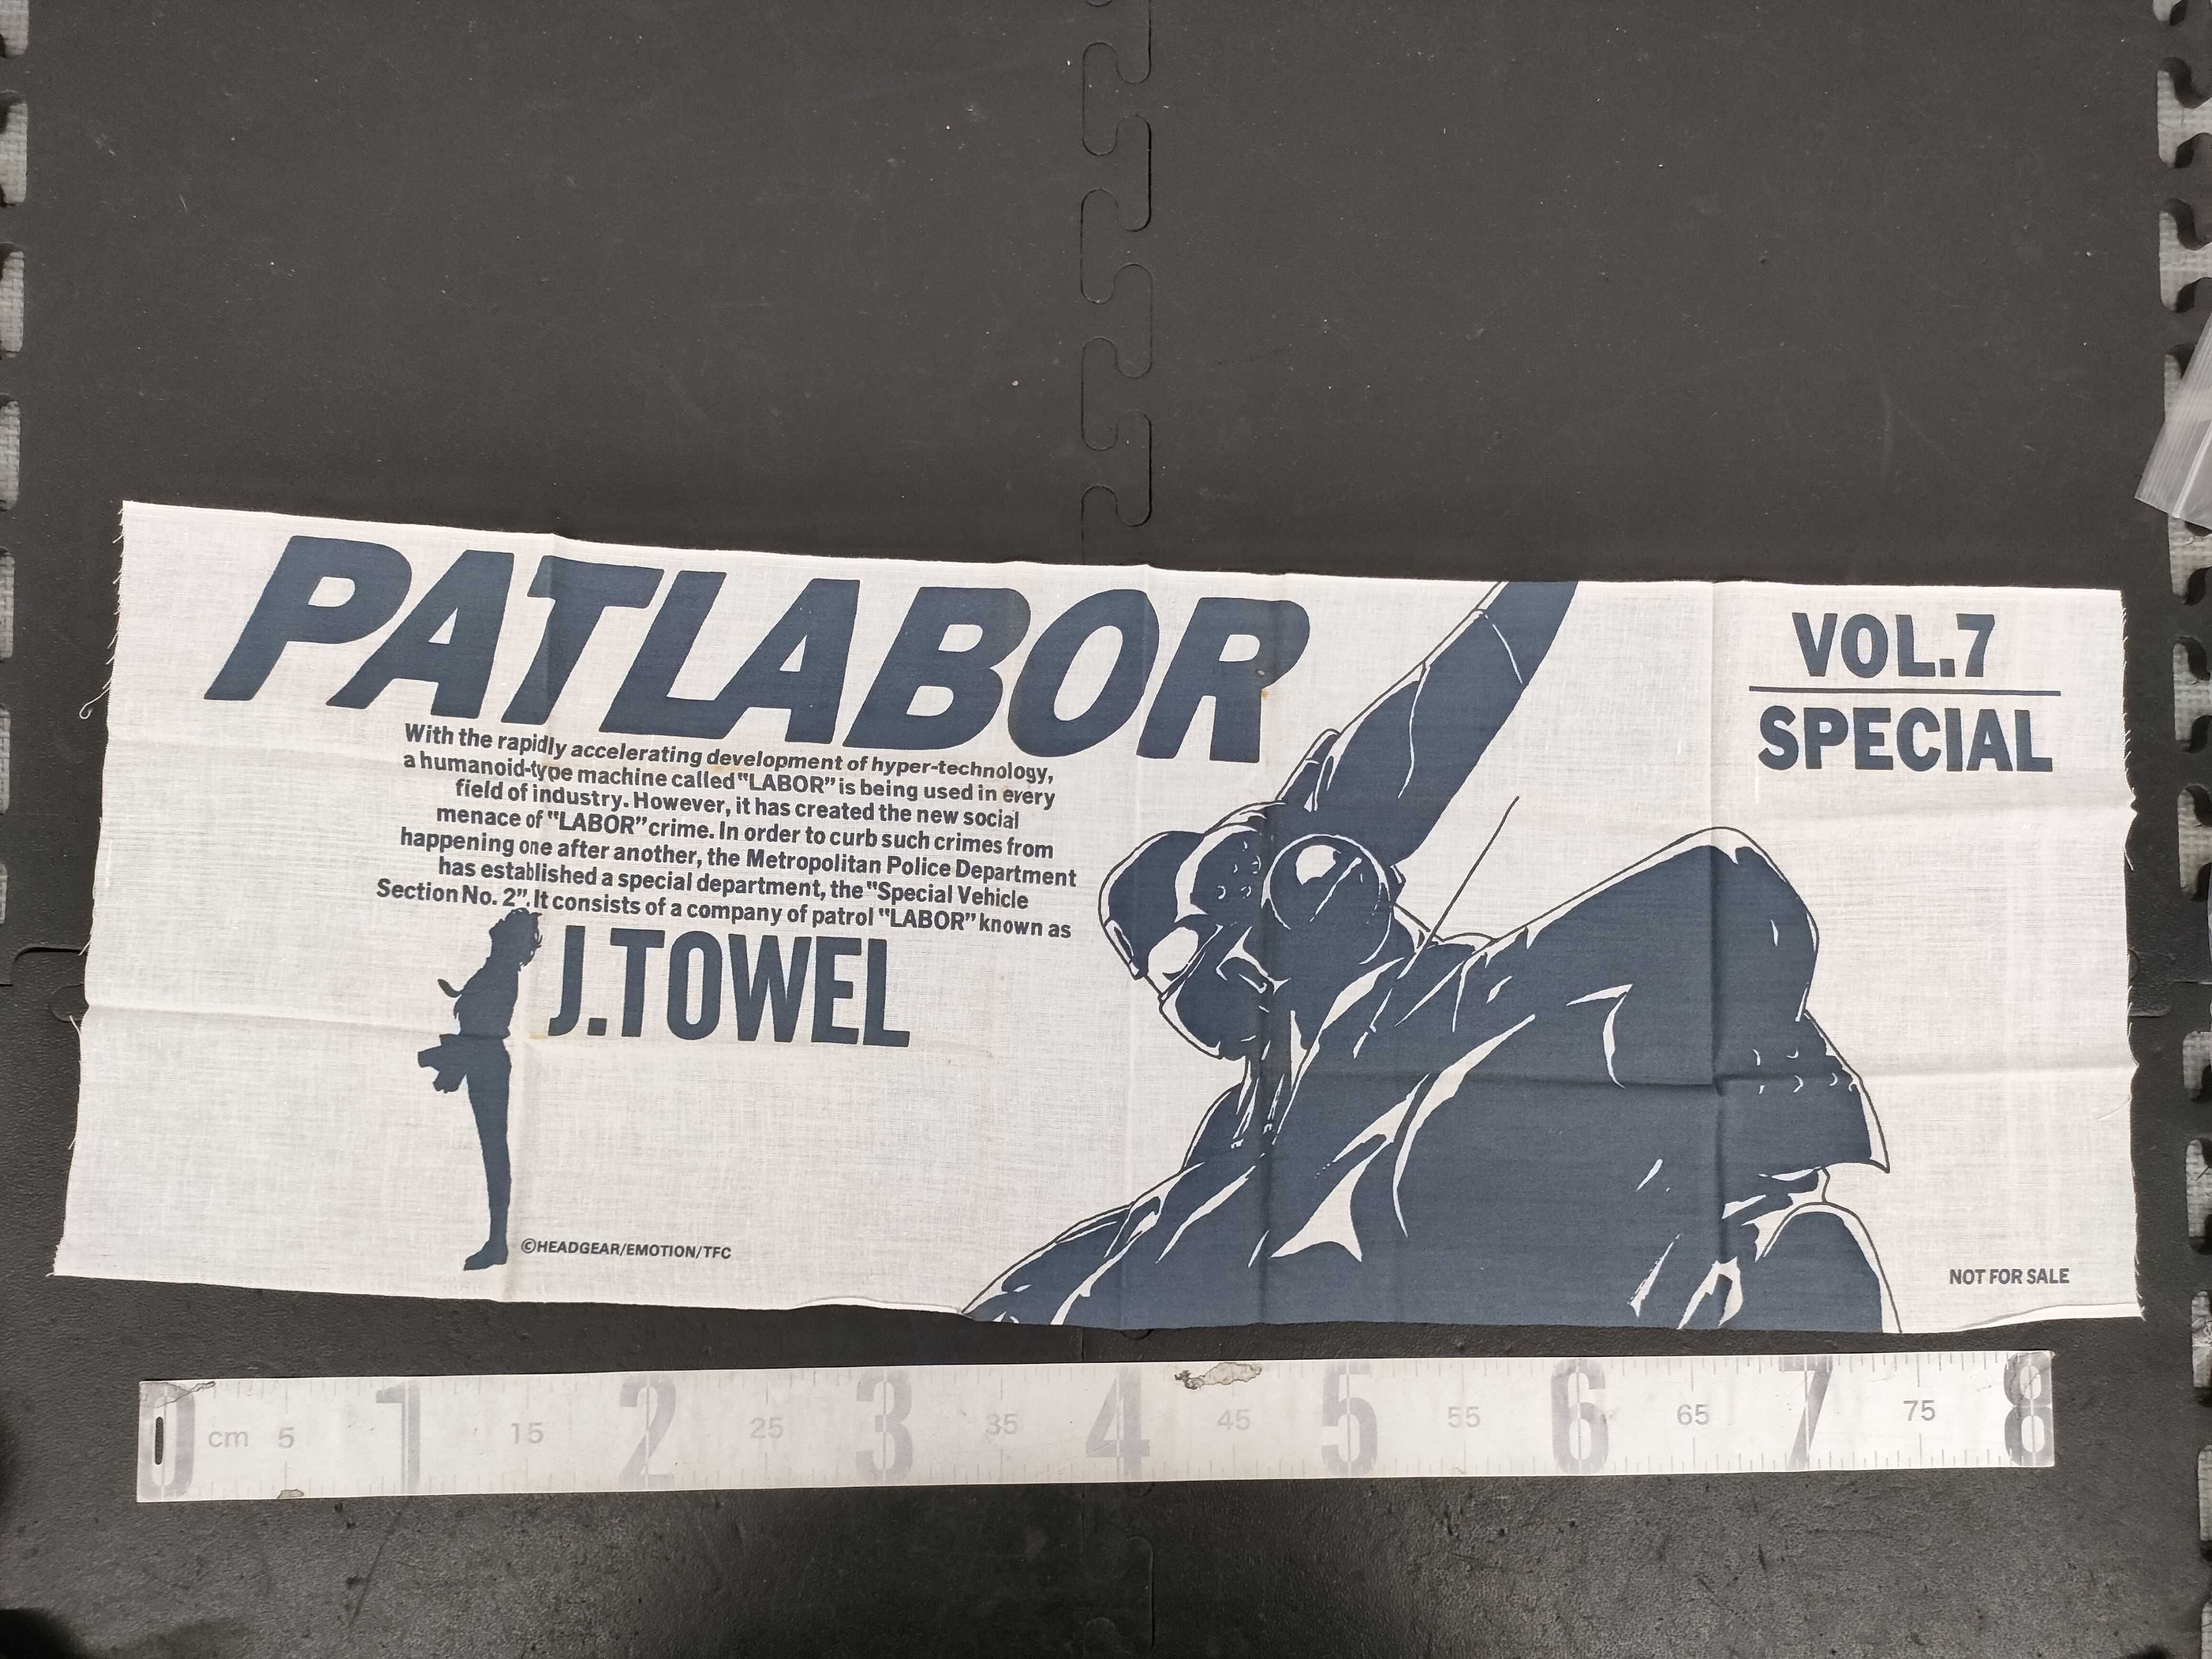 PATLABOR
With the rapidly accelerating development of hyper-technology,
a humanoid-type machine called "LABOR" is being used in every
field of industry. However, it has created the new social
menace of "LABOR" crime. In order to curb such crimes from
happening one after another, the Metropolitan Police Department
has established a special department, the "Special Vehicle
Section No. 2". It consists of a company of patrol "LABOR" known as
J.TOWEL
©HEADGEAR/EMOTION/TFC
VOL.7
SPECIAL
NOT FOR SALE
0 cm 5 1 15 2 25 3 35 4 45 5 55 6 65 7 75 8